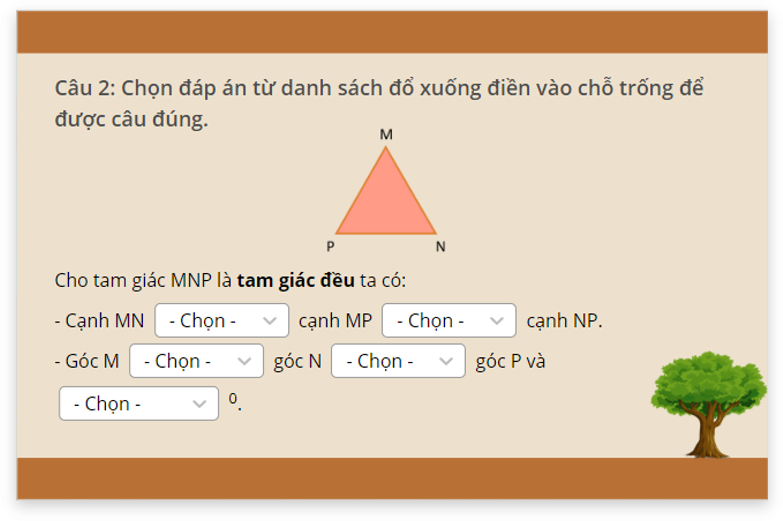 Câu 2: Chọn đáp án từ danh sách đổ xuống điền vào chỗ trống để
được câu đúng.
M
P N
Cho tam giác MNP là tam giác đều ta có:
- Cạnh MN - Chọn - cạnh MP - Chọn - cạnh NP.
- Góc M - Chọn - góc N - Chọn - góc P và
- Chọn - ⁰.